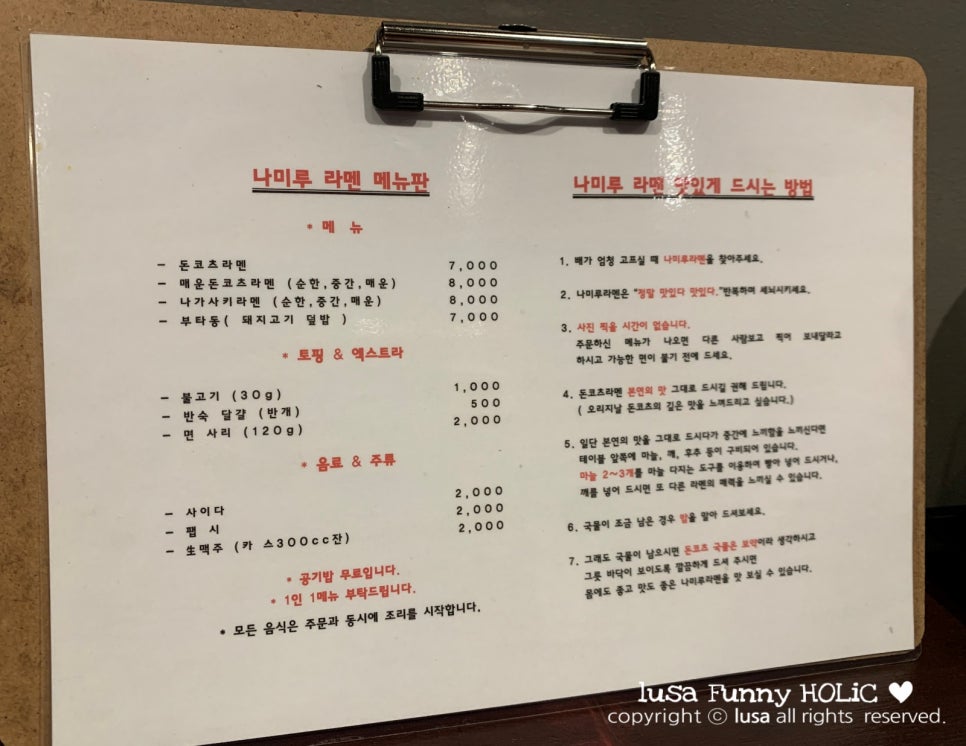 나미루 라멘 메뉴판
* 메 뉴
- 돈코츠라멘 7,000
- 매운돈코츠라멘 (순한,중간,매운) 8,000
- 나가사키라멘 (순한,중간,매운) 8,000
- 부타동( 돼지고기 덮밥 ) 7,000
* 토핑 & 엑스트라
- 불고기 (30g) 1,000
- 반숙 달걀 (반개) 500
- 면 사리 (120g) 2,000
* 음료 & 주류
- 사이다 2,000
- 팹 시 2,000
- 生맥주 (카 스300cc잔) 2,000
* 공기밥 무료입니다.
* 1인 1메뉴 부탁드립니다.
* 모든 음식은 주문과 동시에 조리를 시작합니다.
나미루 라멘 맛있게 드시는 방법
1. 배가 엄청 고프실 때 나미루라멘을 찾아주세요.
2. 나미루라멘은 "정말 맛있다 맛있다."반복하며 세뇌시키세요.
3. 사진 찍을 시간이 없습니다.
주문하신 메뉴가 나오면 다른 사람보고 찍어 보내달라고
하시고 가능한 면이 불기 전에 드세요.
4. 돈코츠라멘 본연의 맛 그대로 드시길 권해 드립니다.
( 오리지날 돈코츠의 깊은 맛을 느껴드리고 싶습니다.)
5. 일단 본연의 맛을 그대로 드시다가 중간에 느끼함을 느끼신다면
테이블 앞쪽에 마늘, 깨, 후추 등이 구비되어 있습니다.
마늘 2~3개를 마늘 다지는 도구를 이용하여 빻아 넣어 드시거나,
깨를 넣어 드시면 또 다른 라멘의 매력을 느끼실 수 있습니다.
6. 국물이 조금 남은 경우 밥을 말아 드셔보세요.
7. 그래도 국물이 남으시면 돈코츠 국물은 보약이라 생각하시고
그릇 바닥이 보이도록 깔끔하게 드셔 주시면
몸에도 좋고 맛도 좋은 나미루라멘을 맛 보실 수 있습니다.
lusa Funny HOLiC ♥
copyright ⓒ lusa all rights reserved.